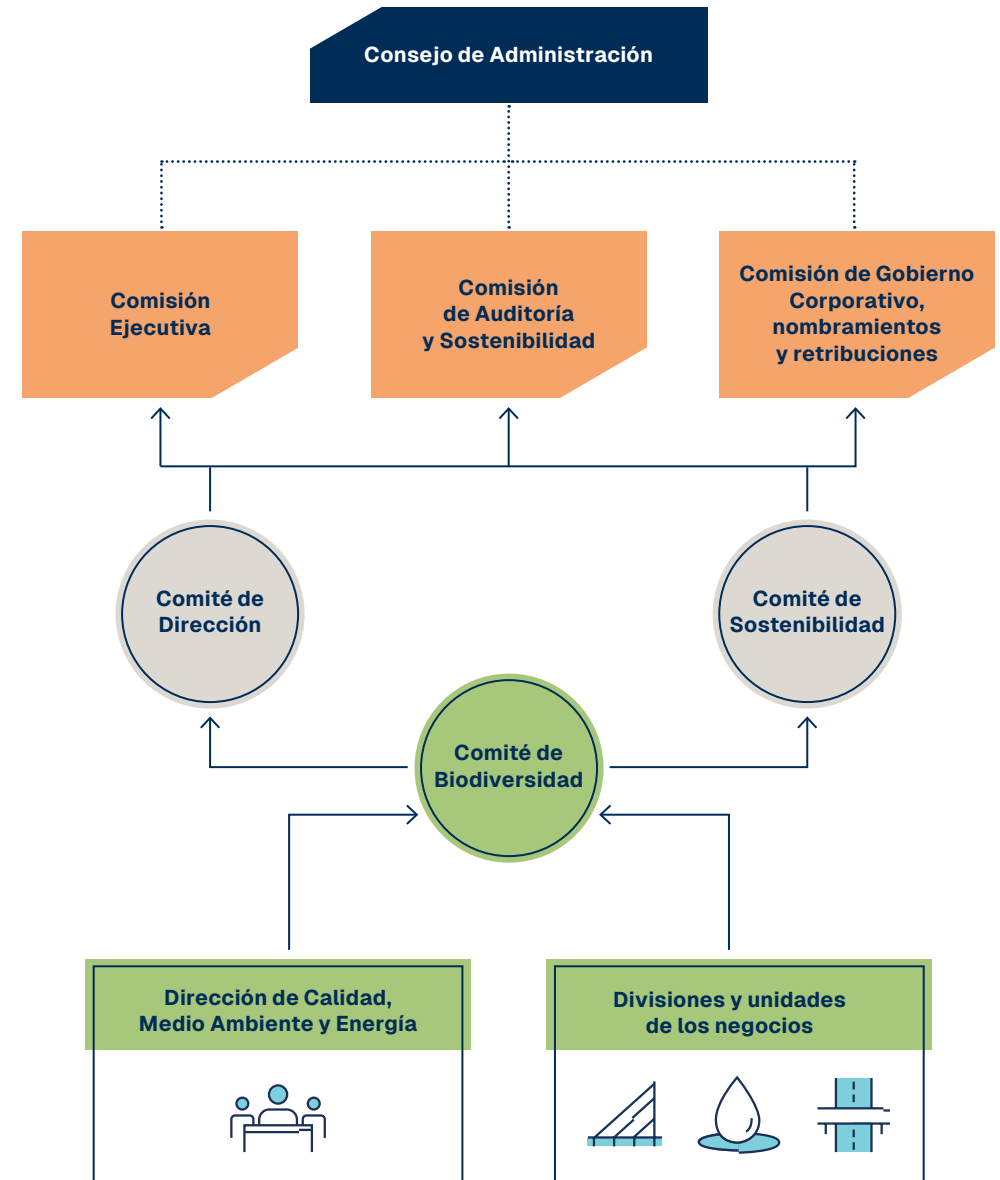 Consejo de Administración
Comisión
Ejecutiva
Comisión
de Auditoría
y Sostenibilidad
Comisión de Gobierno
Corporativo,
nombramientos
y retribuciones
Comité de
Dirección
Comité de
Sostenibilidad
Comité de
Biodiversidad
Dirección de Calidad,
Medio Ambiente y Energía
Divisiones y unidades
de los negocios